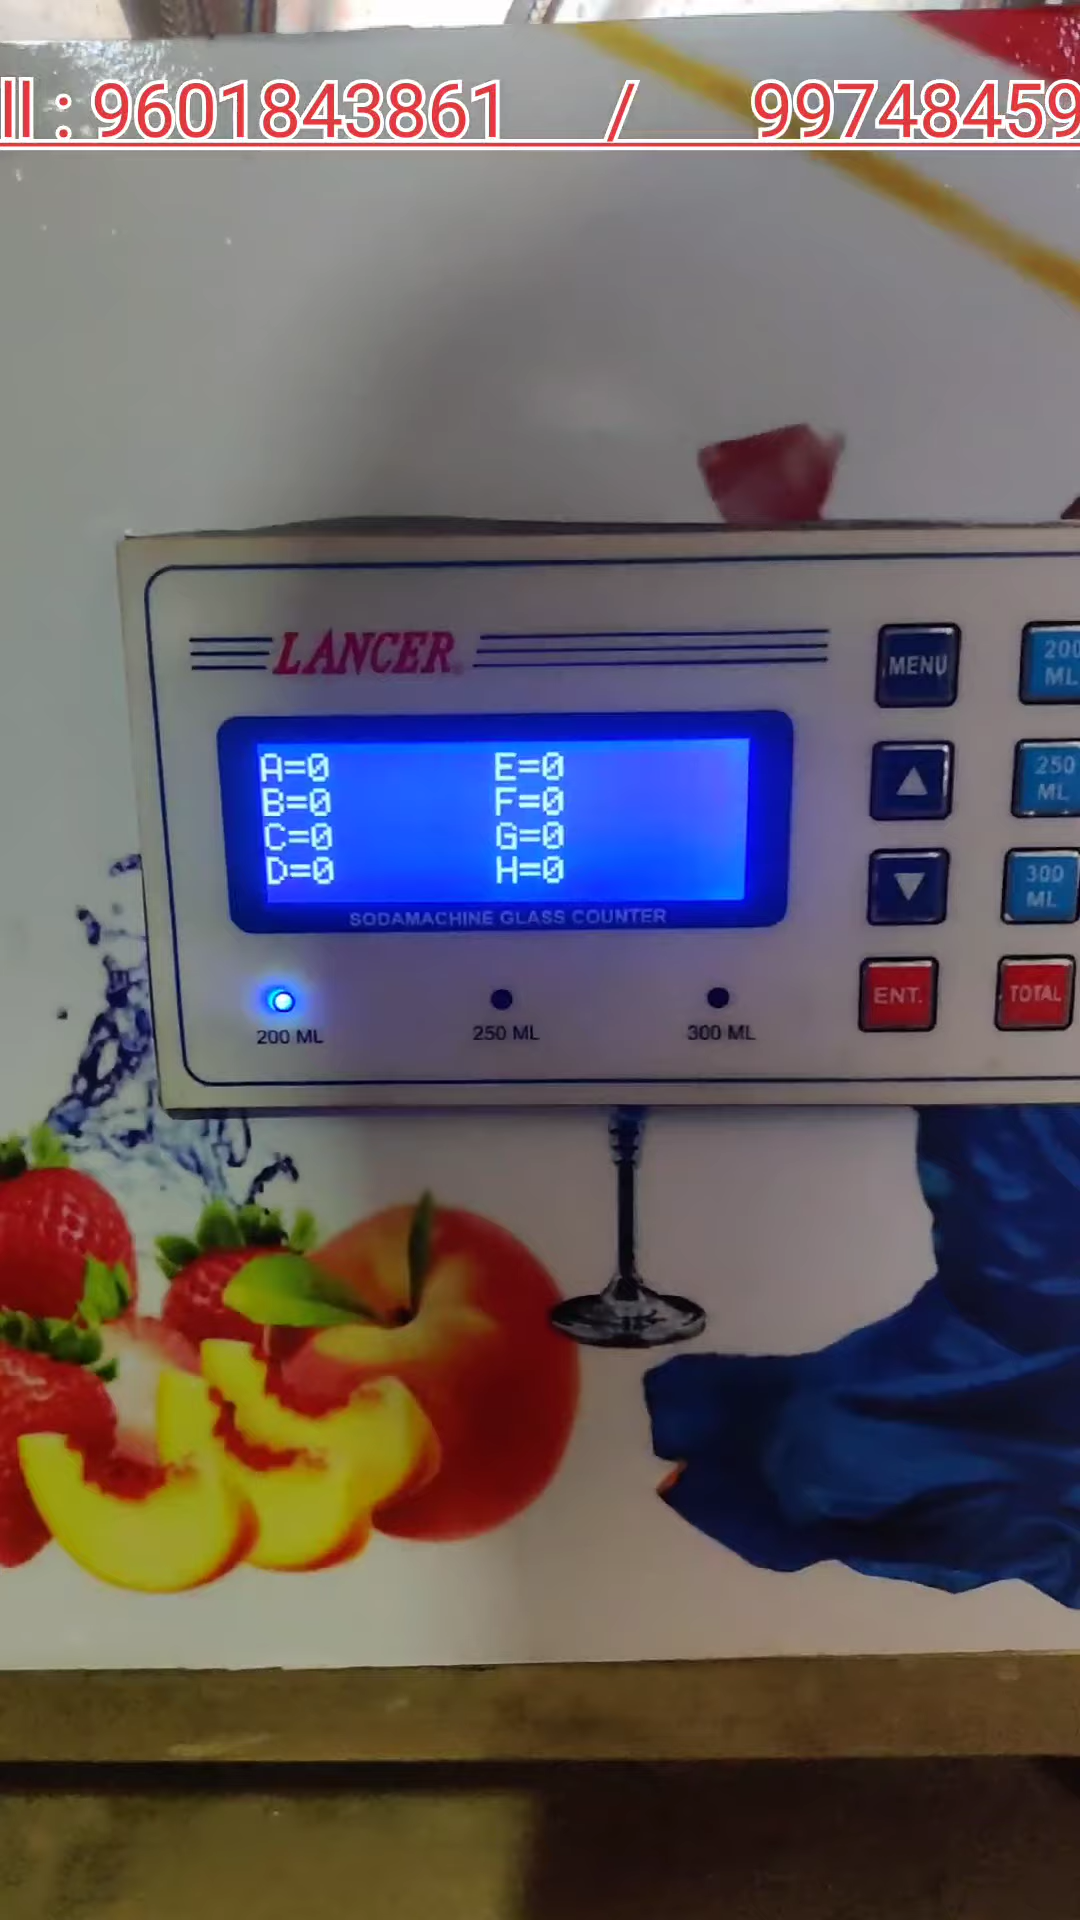 ll : 9601843861 / 99748459
LANCER
A=0 E=0
B=0 F=0
C=0 G=0
D=0 H=0
SODAMACHINE GLASS COUNTER
200 ML 250 ML 300 ML
MENU 200 ML
250 ML
300 ML
ENT. TOTAL